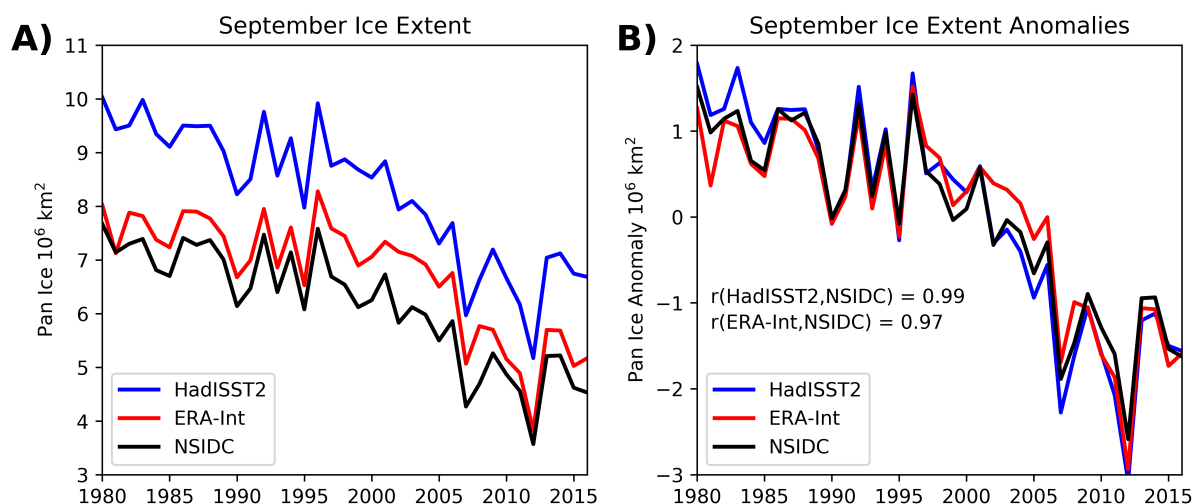 A)
September Ice Extent
Pan Ice 10⁶ km²
11
10
9
8
7
6
5
4
3
HadISST2
ERA-Int
NSIDC
1980 1985 1990 1995 2000 2005 2010 2015
B)
September Ice Extent Anomalies
Pan Ice Anomaly 10⁶ km²
2
1
0
−1
−2
−3
r(HadISST2,NSIDC) = 0.99
r(ERA-Int,NSIDC) = 0.97
HadISST2
ERA-Int
NSIDC
1980 1985 1990 1995 2000 2005 2010 2015